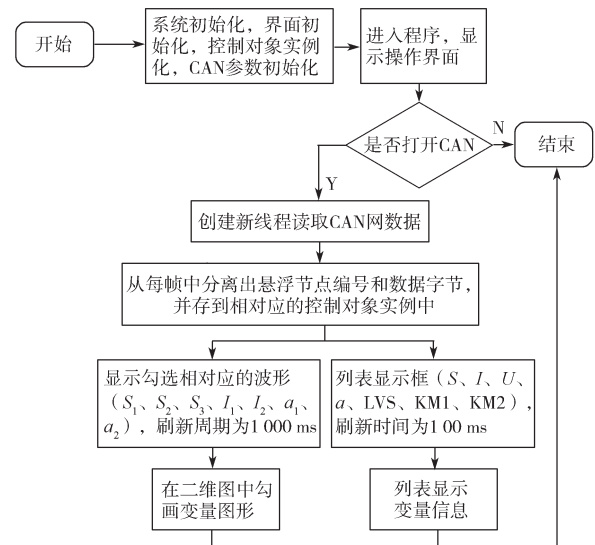 开始
系统初始化，界面初
始化，控制对象实例
化，CAN参数初始化
进入程序，显
示操作界面
是否打开CAN
N
结束
Y
创建新线程读取CAN网数据
从每帧中分离出悬浮节点编号和数据字节，
并存到相对应的控制对象实例中
显示勾选相对应的波形
（S₁、S₂、S₃、I₁、I₂、a₁、
a₂），刷新周期为1 000 ms
列表显示框（S、I、U、
a、LVS、KM1、KM2），
刷新时间为1 00 ms
在二维图中勾
画变量图形
列表显示
变量信息